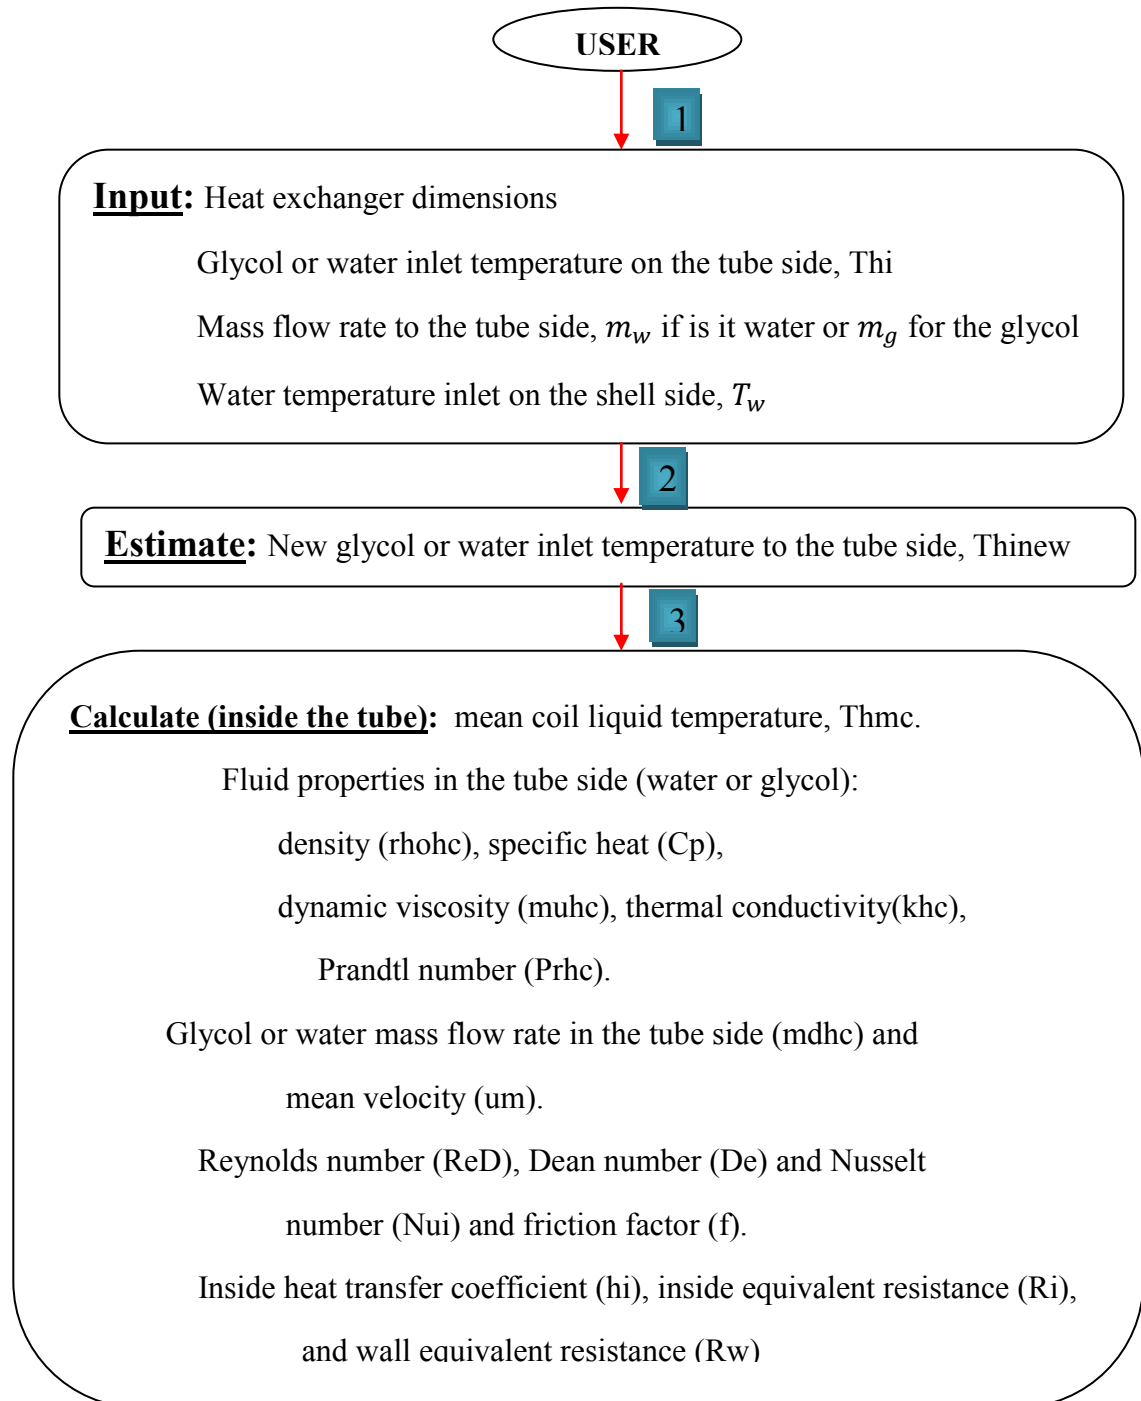 USER
1
Input: Heat exchanger dimensions
Glycol or water inlet temperature on the tube side, Thi
Mass flow rate to the tube side, m_w if is it water or m_g for the glycol
Water temperature inlet on the shell side, T_w
2
Estimate: New glycol or water inlet temperature to the tube side, Thinew
3
Calculate (inside the tube): mean coil liquid temperature, Thmc.
Fluid properties in the tube side (water or glycol):
density (rhohc), specific heat (Cp),
dynamic viscosity (muhc), thermal conductivity(khc),
Prandtl number (Prhc).
Glycol or water mass flow rate in the tube side (mdhc) and
mean velocity (um).
Reynolds number (ReD), Dean number (De) and Nusselt
number (Nui) and friction factor (f).
Inside heat transfer coefficient (hi), inside equivalent resistance (Ri),
and wall equivalent resistance (Rw)